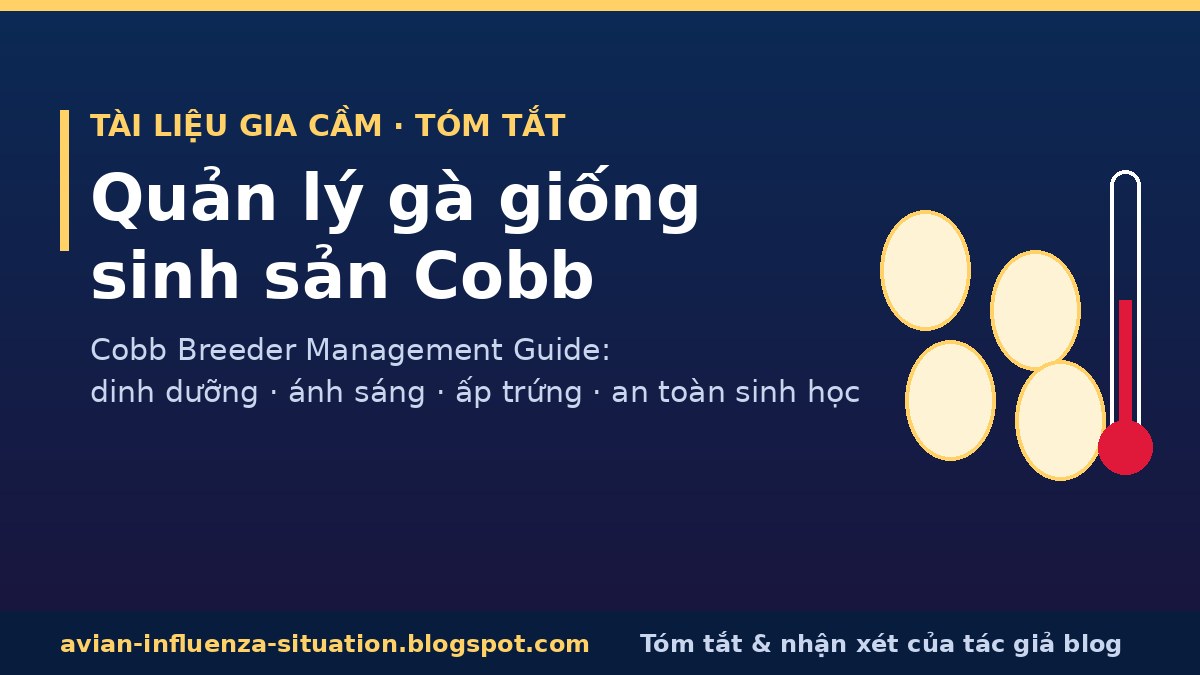 TÀI LIỆU GIA CẦM · TÓM TẮT
Quản lý gà giống
sinh sản Cobb
Cobb Breeder Management Guide:
dinh dưỡng · ánh sáng · ấp trứng · an toàn sinh học
avian-influenza-situation.blogspot.com
Tóm tắt & nhận xét của tác giả blog